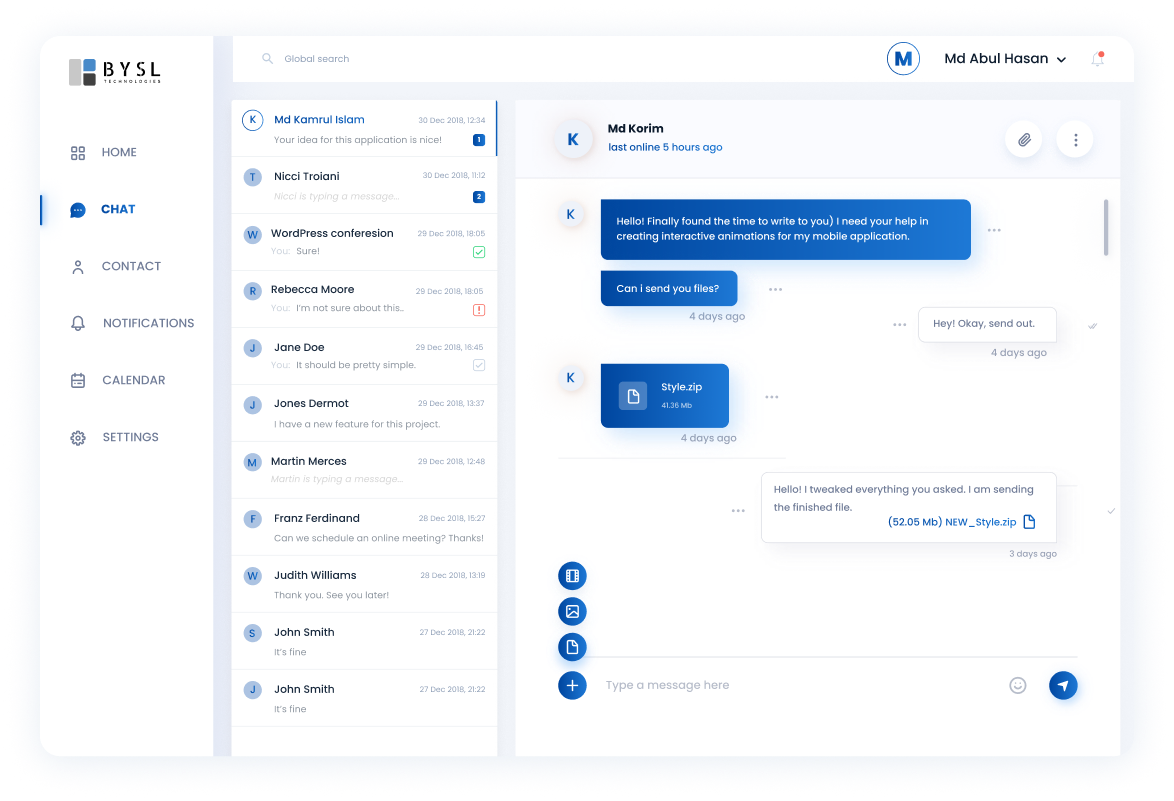 BYSL
TECHNOLOGIES
Global search
M
Md Abul Hasan
HOME
CHAT
CONTACT
NOTIFICATIONS
CALENDAR
SETTINGS
K
Md Kamrul Islam
30 Dec 2018, 12:34
Your idea for this application is nice!
1
T
Nicci Troiani
30 Dec 2018, 11:12
Nicci is typing a message...
2
W
WordPress conferesion
29 Dec 2018, 18:05
You: Sure!
R
Rebecca Moore
29 Dec 2018, 18:05
You: I'm not sure about this..
J
Jane Doe
29 Dec 2018, 16:45
You: It should be pretty simple.
J
Jones Dermot
29 Dec 2018, 13:37
I have a new feature for this project.
M
Martin Merces
29 Dec 2018, 12:48
Martin is typing a message...
F
Franz Ferdinand
28 Dec 2018, 15:27
Can we schedule an online meeting? Thanks!
W
Judith Williams
28 Dec 2018, 13:19
Thank you. See you later!
S
John Smith
27 Dec 2018, 21:22
It's fine
J
John Smith
27 Dec 2018, 21:22
It's fine
K
Md Korim
last online 5 hours ago
K
Hello! Finally found the time to write to you) I need your help in
creating interactive animations for my mobile application.
Can i send you files?
4 days ago
Hey! Okay, send out.
4 days ago
K
Style.zip
41.36 Mb
4 days ago
Hello! I tweaked everything you asked. I am sending
the finished file.
(52.05 Mb) NEW_Style.zip
3 days ago
Type a message here